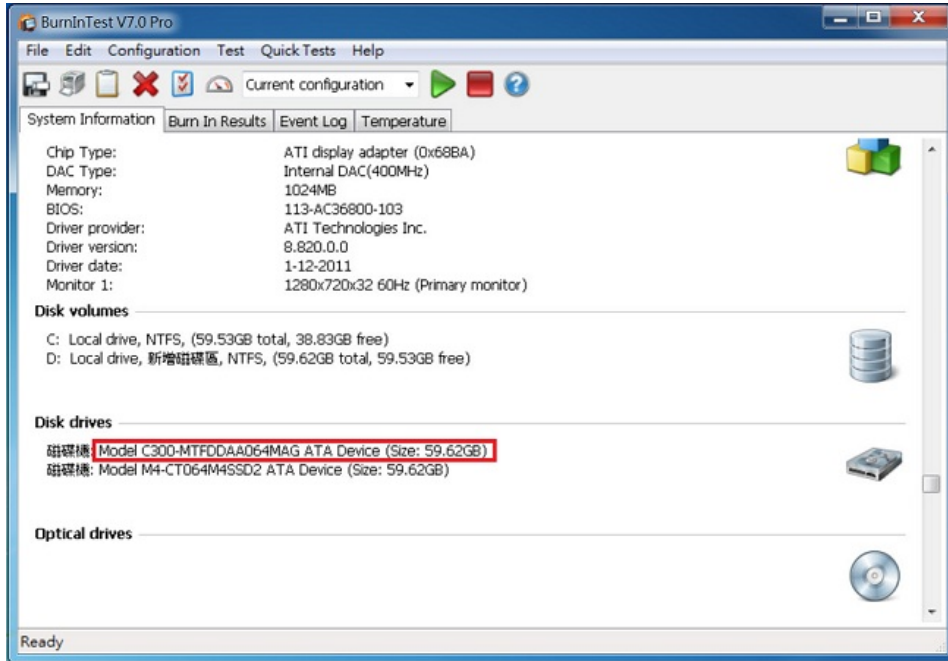 BurnInTest V7.0 Pro
File Edit Configuration Test Quick Tests Help
Current configuration
System Information Burn In Results Event Log Temperature
Chip Type: ATI display adapter (0x68BA)
DAC Type: Internal DAC(400MHz)
Memory: 1024MB
BIOS: 113-AC36800-103
Driver provider: ATI Technologies Inc.
Driver version: 8.820.0.0
Driver date: 1-12-2011
Monitor 1: 1280x720x32 60Hz (Primary monitor)
Disk volumes
C: Local drive, NTFS, (59.53GB total, 38.83GB free)
D: Local drive, 新增磁碟區, NTFS, (59.62GB total, 59.53GB free)
Disk drives
磁碟機: Model C300-MTFDDAA064MAG ATA Device (Size: 59.62GB)
磁碟機: Model M4-CT064M4SSD2 ATA Device (Size: 59.62GB)
Optical drives
Ready